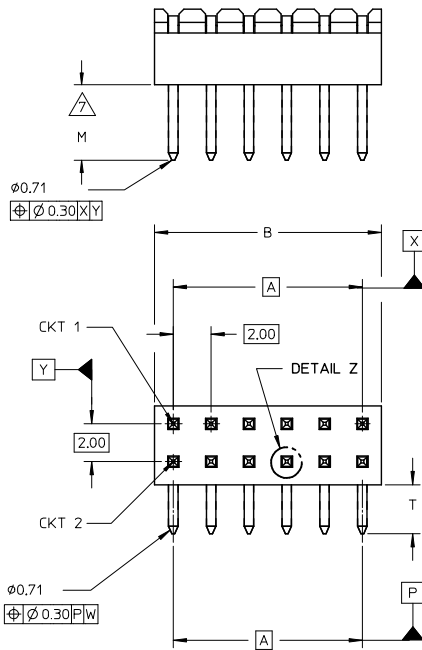 7
M
ø0.71
⌖ Ø 0.30 X Y
B
X
A
CKT 1
2.00
Y
DETAIL Z
2.00
CKT 2
T
ø0.71
⌖ Ø 0.30 P W
P
A